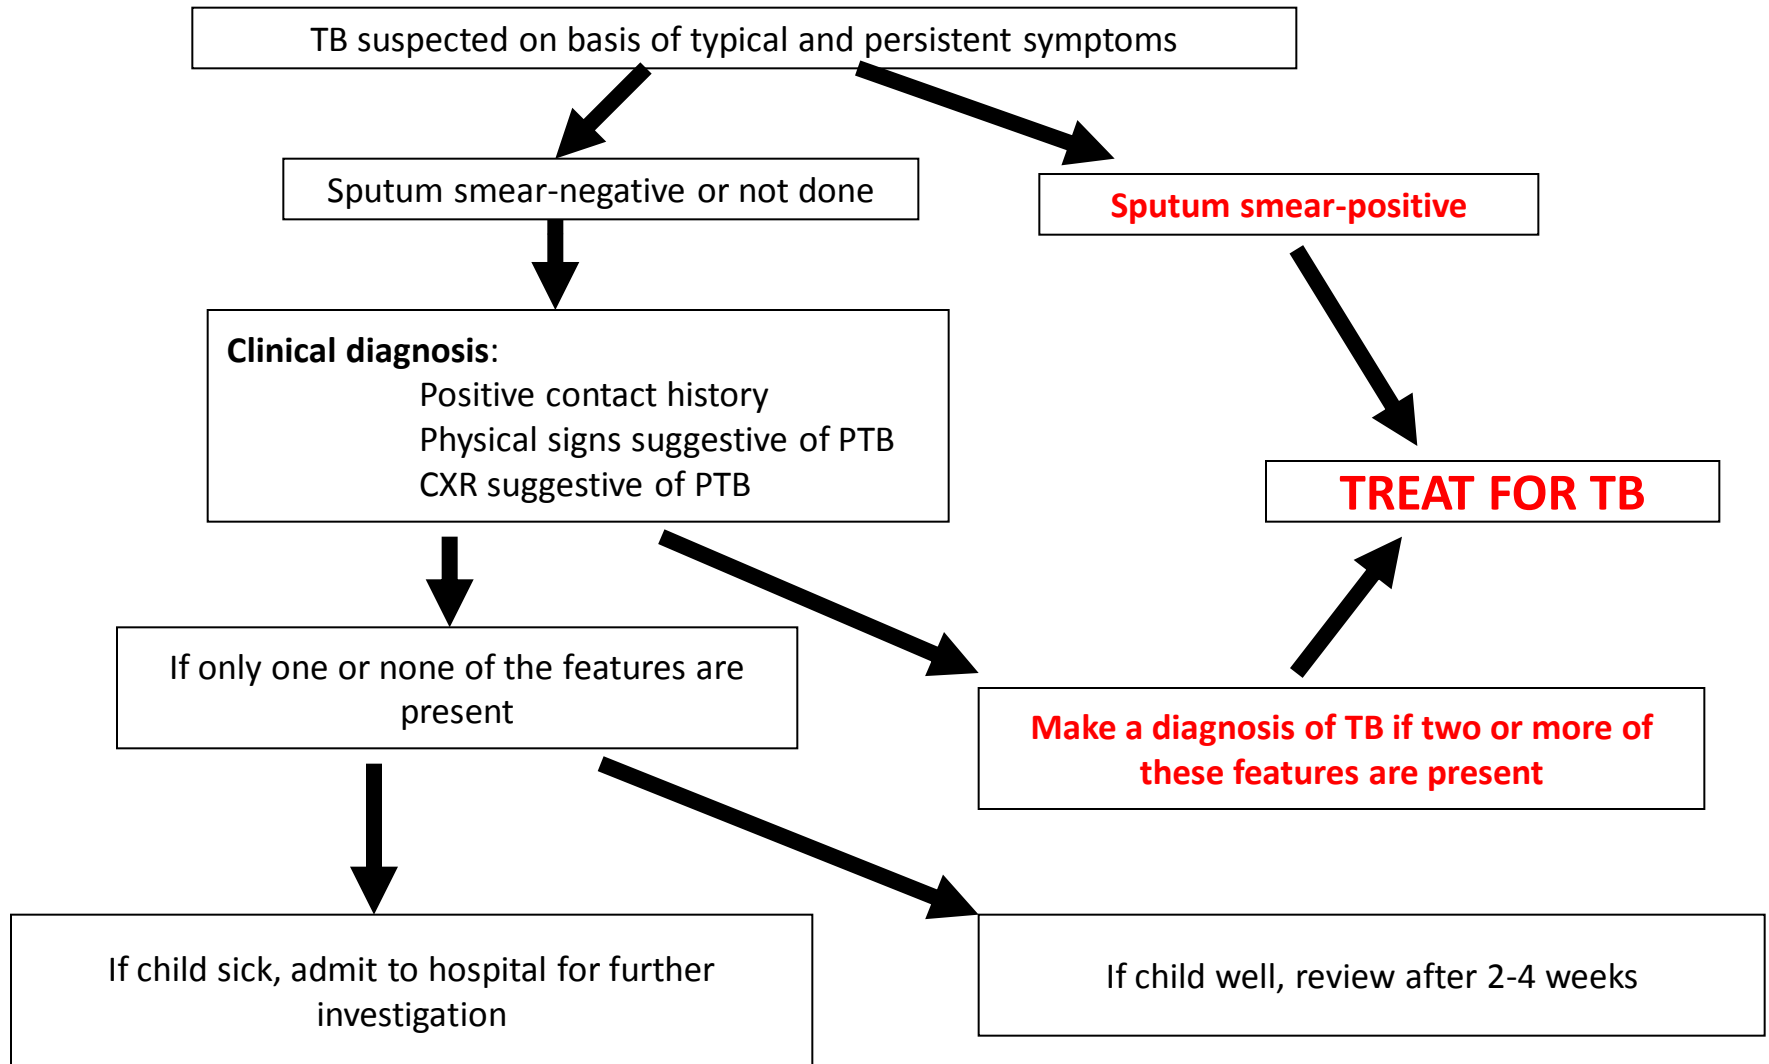 TB suspected on basis of typical and persistent symptoms
Sputum smear-negative or not done
Sputum smear-positive
Clinical diagnosis:
Positive contact history
Physical signs suggestive of PTB
CXR suggestive of PTB
TREAT FOR TB
If only one or none of the features are
present
Make a diagnosis of TB if two or more of
these features are present
If child sick, admit to hospital for further
investigation
If child well, review after 2-4 weeks